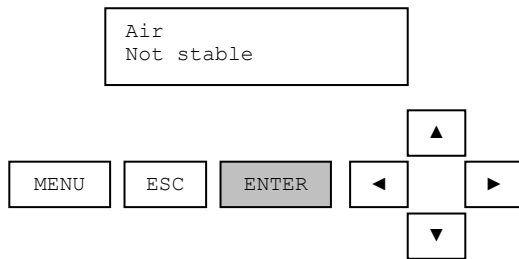 Air
Not stable
▲
MENU ESC ENTER ◄ ►
▼